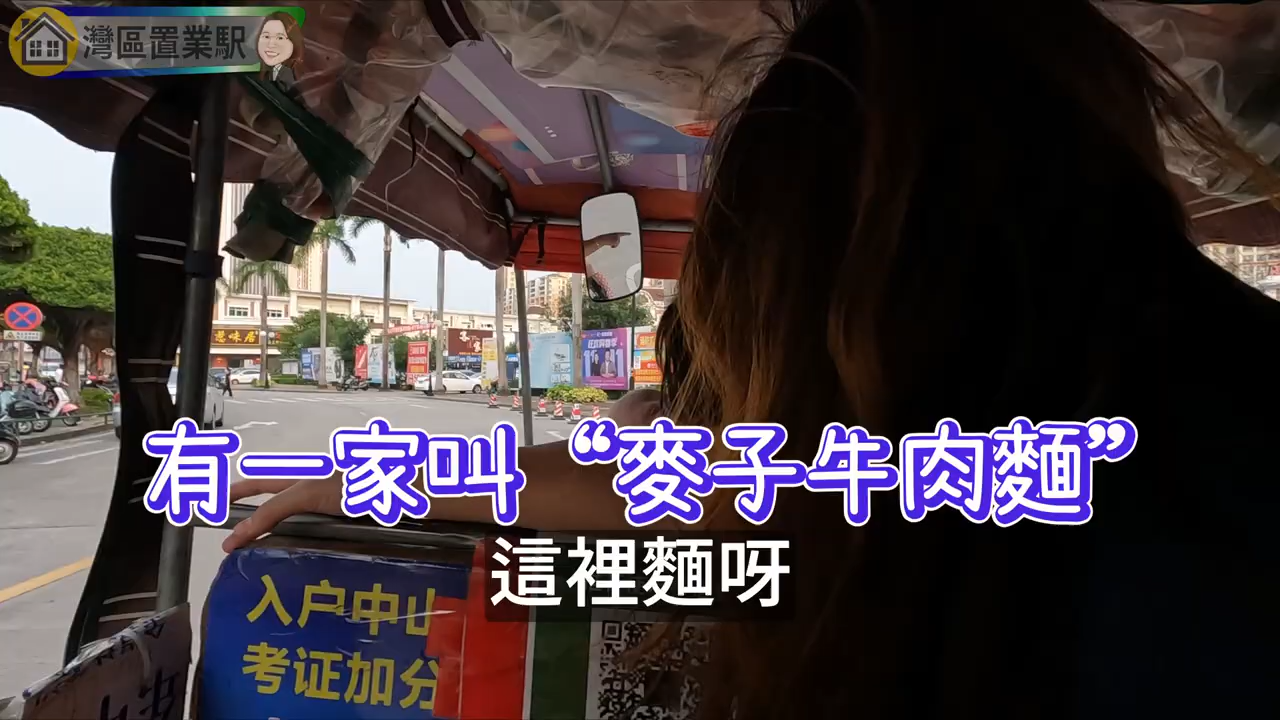 灣區置業駅
有一家叫“麥子牛肉麵”
這裡麵呀
入户中山
考证加分